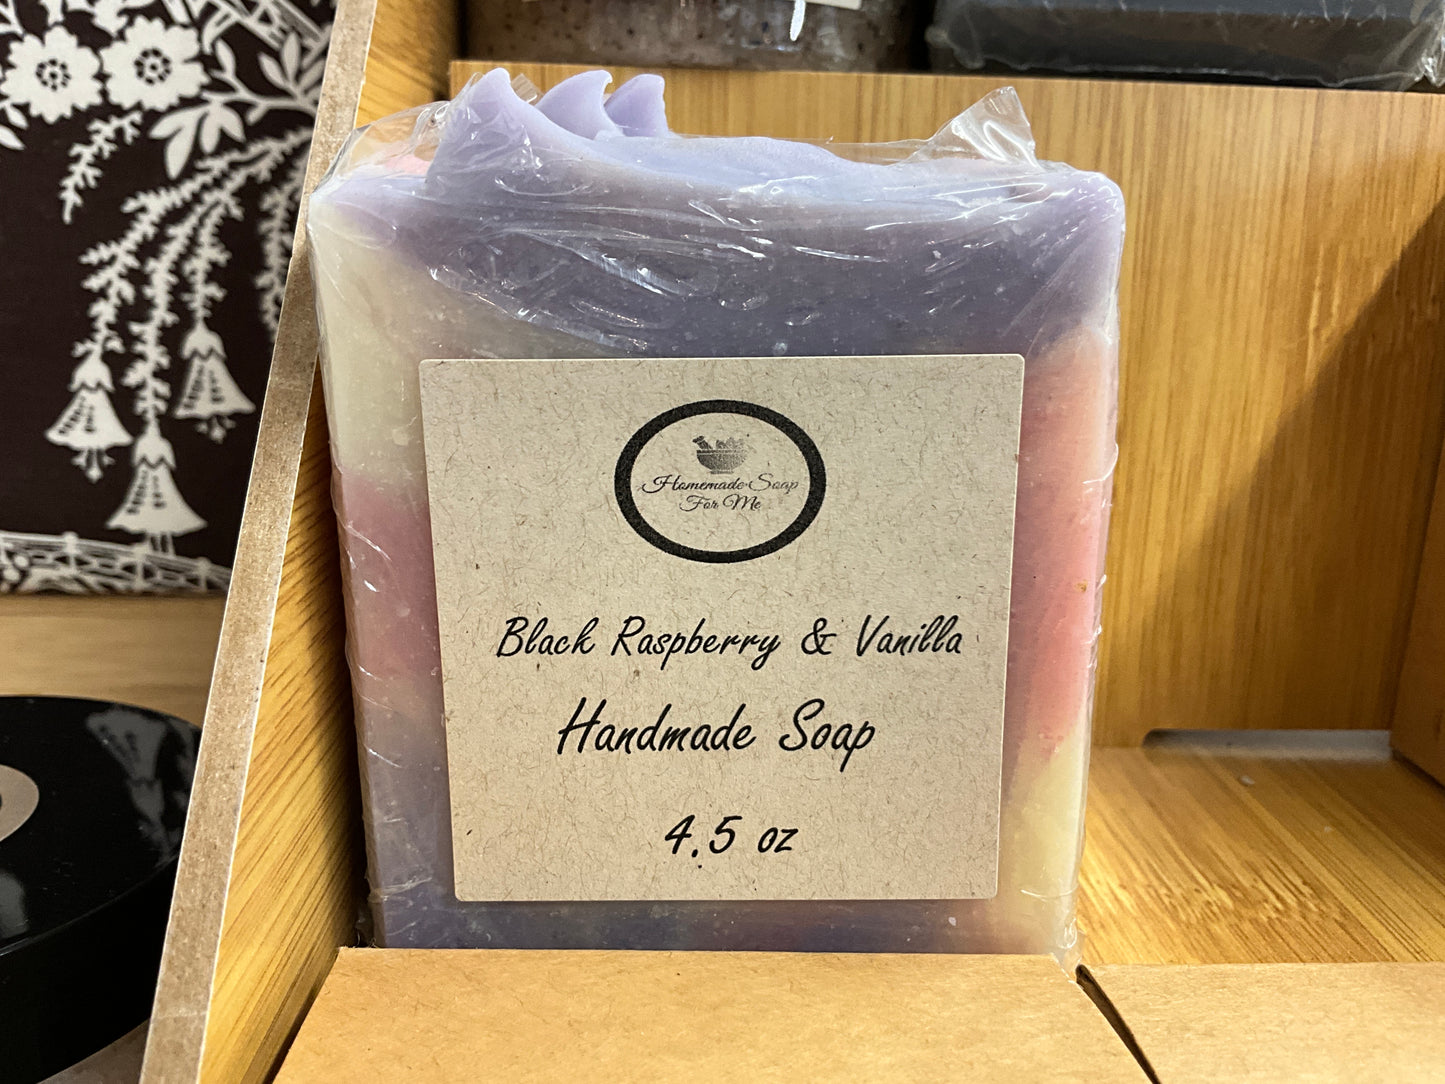 Homemade Soap
For Me
Black Raspberry & Vanilla
Handmade Soap
4.5 oz